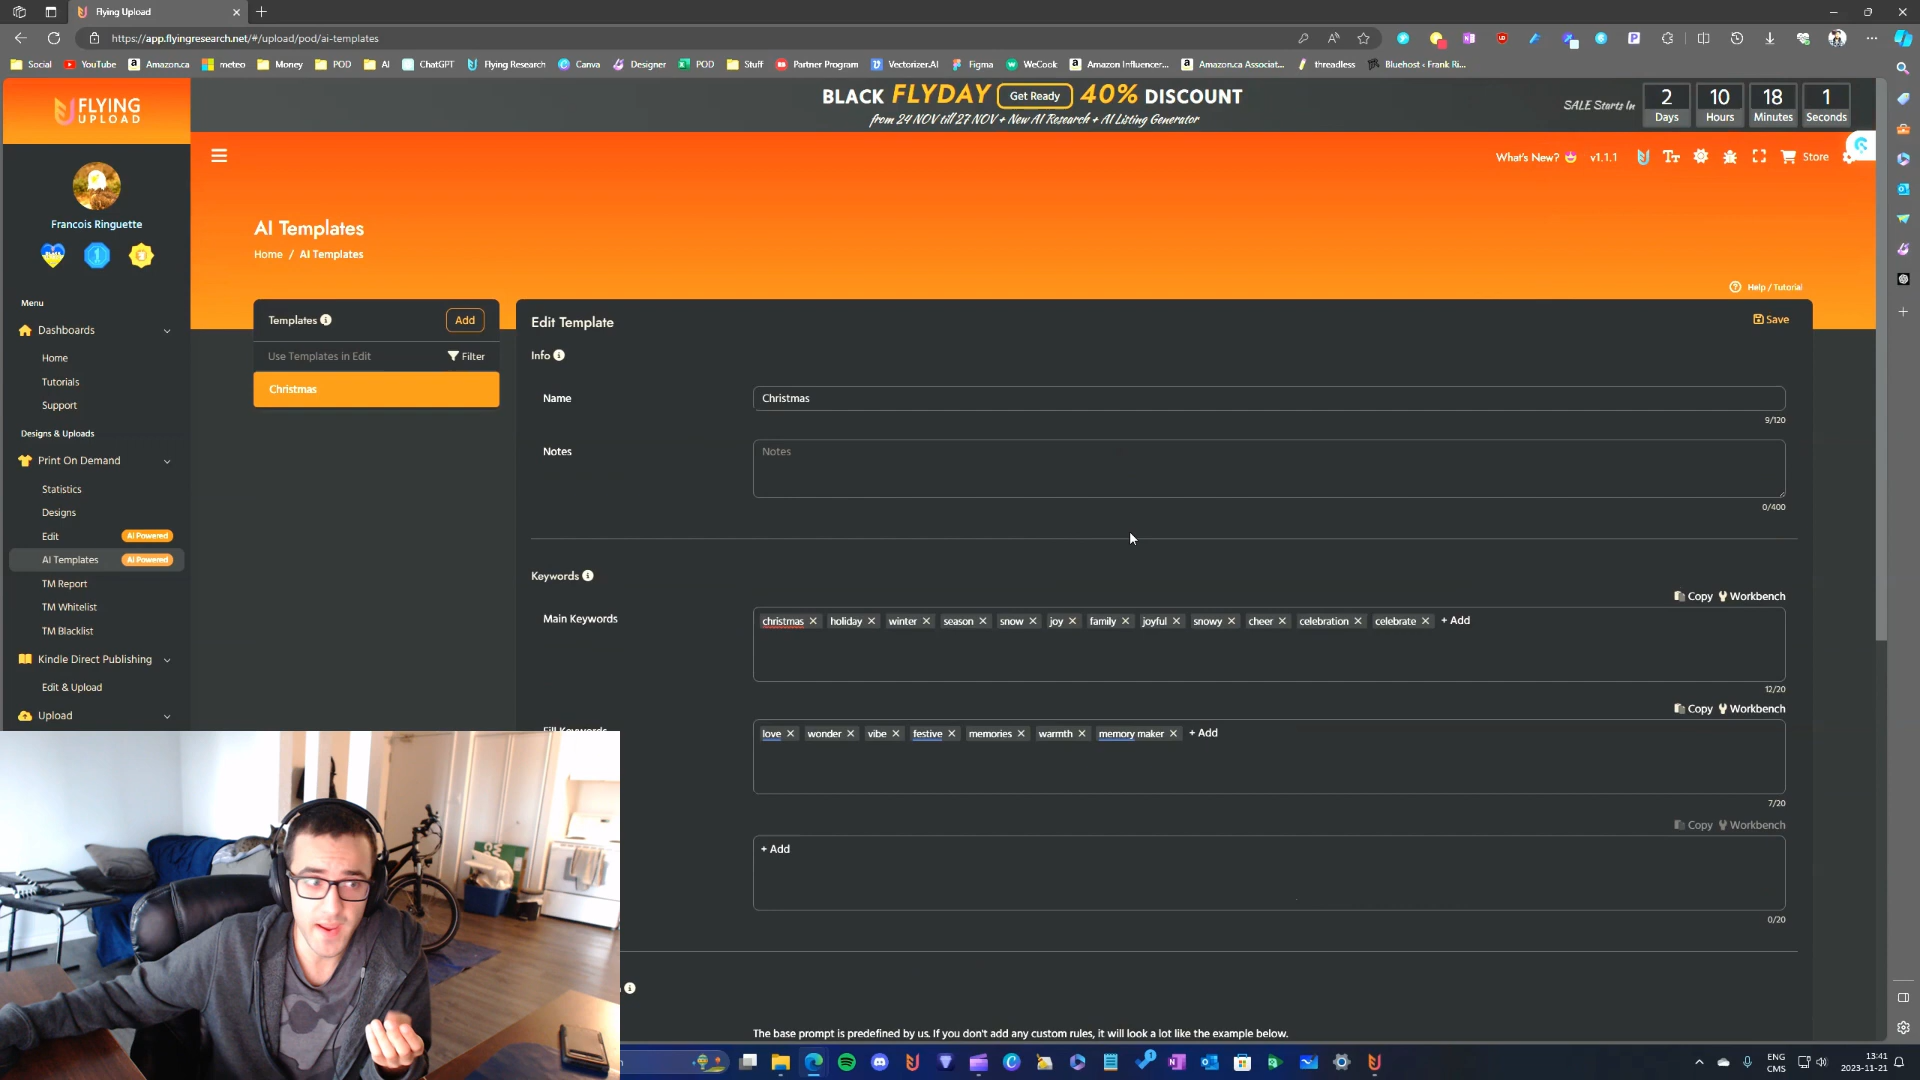 Flying Upload
https://app.flyingresearch.net/#/upload/pod/ai-templates
Social YouTube Amazon.ca meteo Money POD AI ChatGPT Flying Research Canva Designer POD Stuff Partner Program Vectorizer.AI Figma WeCook Amazon Influencer... Amazon.ca Associat... threadless Bluehost ‹ Frank Ri...
FLYING
UPLOAD
BLACK FLYDAY Get Ready 40% DISCOUNT
from 24 NOV till 27 NOV + New AI Research + AI Listing Generator
SALE Starts In
2 10 18 1
Days Hours Minutes Seconds
What's New? v1.1.1 Tт Store
Francois Ringuette
AI Templates
Home / AI Templates
Help / Tutorial
Menu
Dashboards
Home
Tutorials
Support
Designs & Uploads
Print On Demand
Statistics
Designs
Edit AI Powered
AI Templates AI Powered
TM Report
TM Whitelist
TM Blacklist
Kindle Direct Publishing
Edit & Upload
Upload
Templates Add
Use Templates in Edit Filter
Christmas
Edit Template Save
Info
Name Christmas
9/120
Notes Notes
0/400
Keywords
Copy Workbench
Main Keywords christmas holiday winter season snow joy family joyful snowy cheer celebration celebrate + Add
12/20
Copy Workbench
Fill Keywords love wonder vibe festive memories warmth memory maker + Add
7/20
Copy Workbench
+ Add
0/20
The base prompt is predefined by us. If you don't add any custom rules, it will look a lot like the example below.
ENG
CMS
13:41
2023-11-21